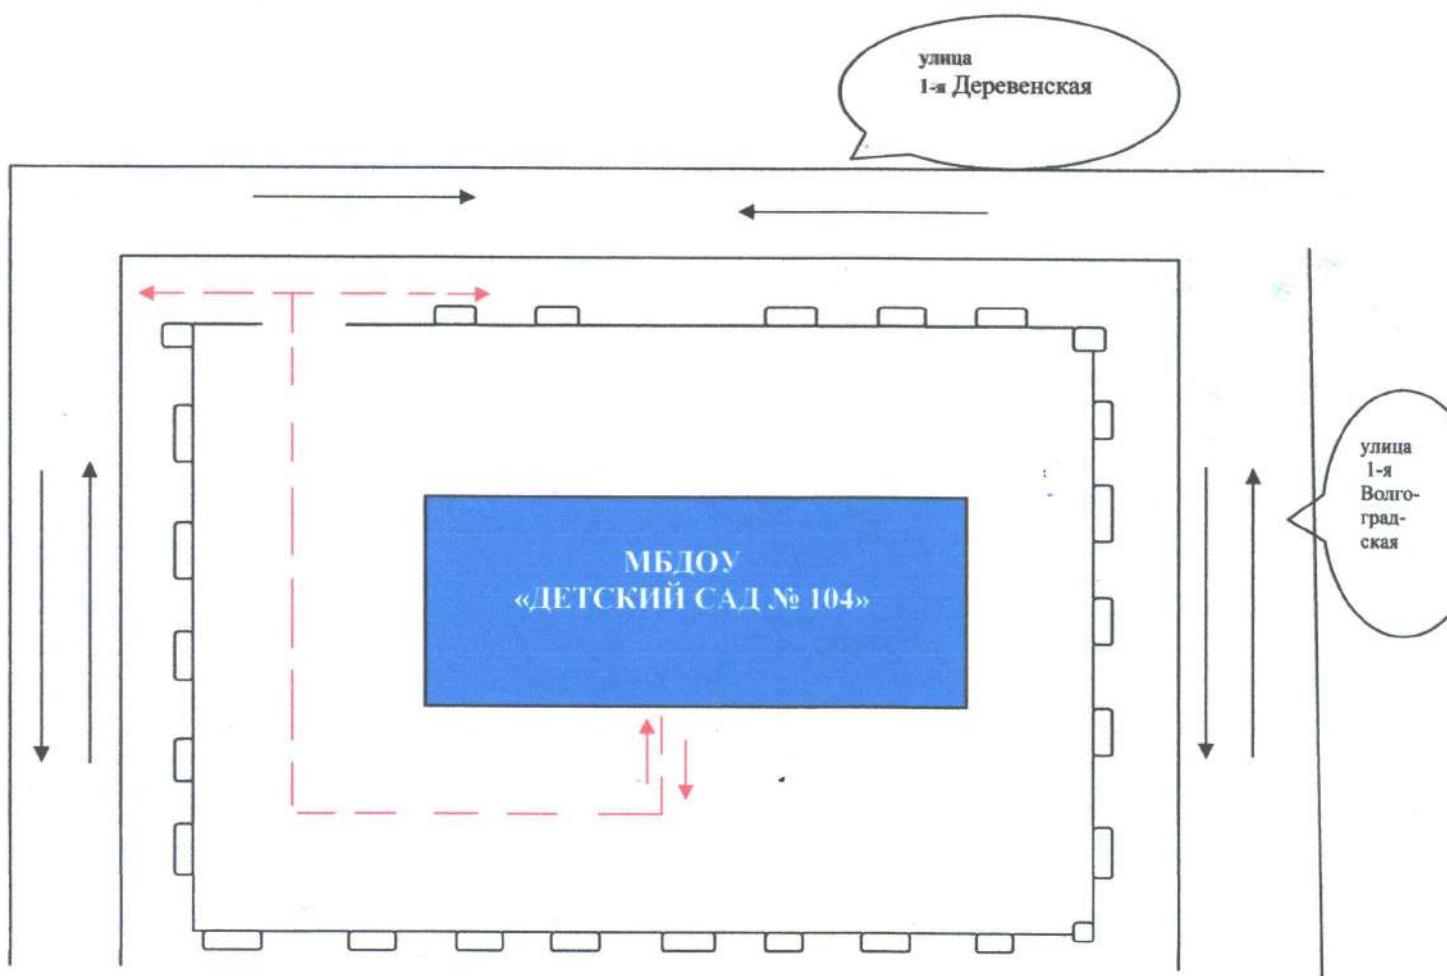 улица
1-я Деревенская
улица
1-я
Волго-
град-
ская
МБДОУ
«ДЕТСКИЙ САД № 104»